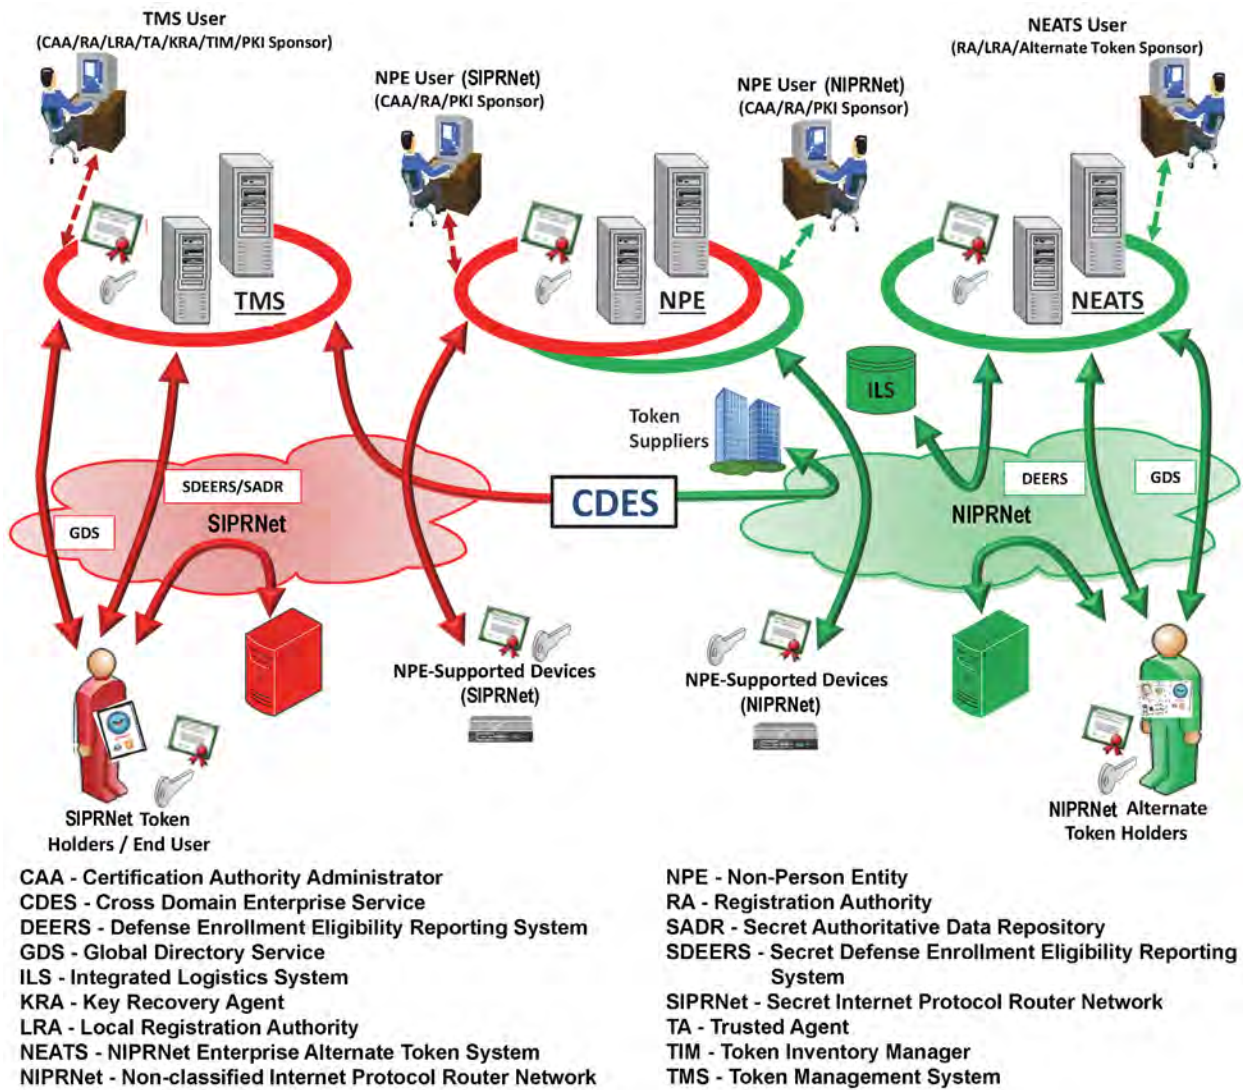 TMS User
(CAA/RA/LRA/TA/KRA/TIM/PKI Sponsor)
NPE User (SIPRNet)
(CAA/RA/PKI Sponsor)
NPE User (NIPRNet)
(CAA/RA/PKI Sponsor)
NEATS User
(RA/LRA/Alternate Token Sponsor)
TMS
NPE
NEATS
ILS
Token
Suppliers
CDES
SDEERS/SADR
SIPRNet
GDS
DEERS
GDS
NIPRNet
NPE-Supported Devices
(SIPRNet)
NPE-Supported Devices
(NIPRNet)
SIPRNet Token
Holders / End User
NIPRNet Alternate
Token Holders
CAA - Certification Authority Administrator
CDES - Cross Domain Enterprise Service
DEERS - Defense Enrollment Eligibility Reporting System
GDS - Global Directory Service
ILS - Integrated Logistics System
KRA - Key Recovery Agent
LRA - Local Registration Authority
NEATS - NIPRNet Enterprise Alternate Token System
NIPRNet - Non-classified Internet Protocol Router Network
NPE - Non-Person Entity
RA - Registration Authority
SADR - Secret Authoritative Data Repository
SDEERS - Secret Defense Enrollment Eligibility Reporting
System
SIPRNet - Secret Internet Protocol Router Network
TA - Trusted Agent
TIM - Token Inventory Manager
TMS - Token Management System